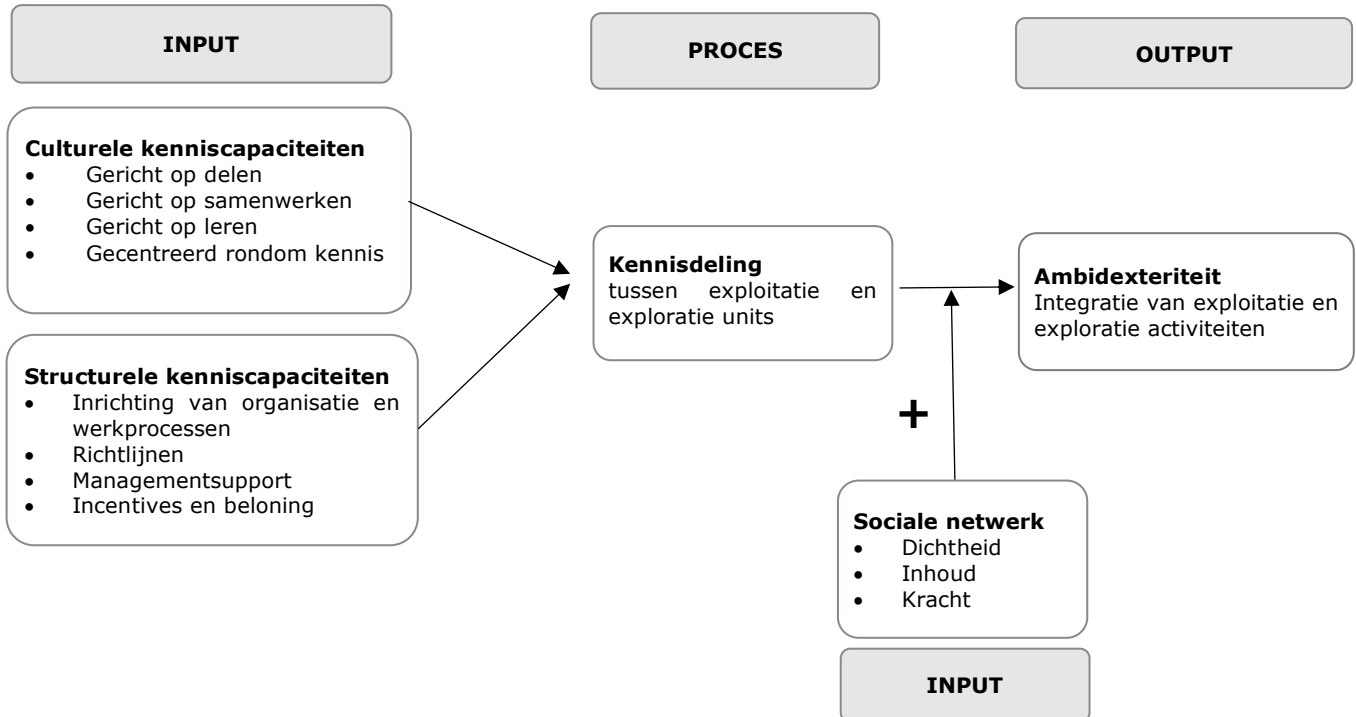 INPUT
PROCES
OUTPUT
Culturele kenniscapaciteiten
• Gericht op delen
• Gericht op samenwerken
• Gericht op leren
• Gecentreerd rondom kennis
Structurele kenniscapaciteiten
• Inrichting van organisatie en
werkprocessen
• Richtlijnen
• Managementsupport
• Incentives en beloning
Kennisdeling
tussen exploitatie en
exploratie units
Ambidexteriteit
Integratie van exploitatie en
exploratie activiteiten
+
Sociale netwerk
• Dichtheid
• Inhoud
• Kracht
INPUT